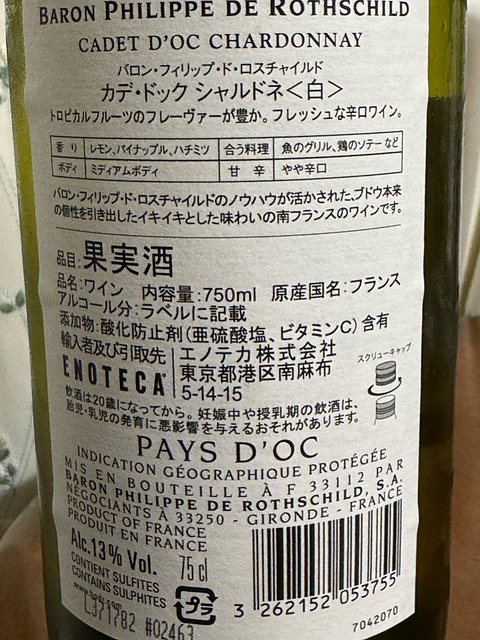 BARON PHILIPPE DE ROTHSCHILD
CADET D'OC CHARDONNAY
バロン・フィリップ・ド・ロスチャイルド
カデ・ドック シャルドネ<白>
トロピカルフルーツのフレーヴァーが豊か。フレッシュな辛口ワイン。
香り レモン、パイナップル、ハチミツ 合う料理 魚のグリル、鶏のソテーなど
ボディ ミディアムボディ 甘辛 やや辛口
バロン・フィリップ・ド・ロスチャイルドのノウハウが活かされた、ブドウ本来
の個性を引き出したイキイキとした味わいの南フランスのワインです。
品目:果実酒
品名:ワイン 内容量:750ml 原産国名:フランス
アルコール分:ラベルに記載
添加物:酸化防止剤(亜硫酸塩、ビタミンC)含有
輸入者及び引取先 エノテカ株式会社
ENOTECA 東京都港区南麻布
5-14-15
スクリューキャップ
飲酒は20歳になってから。妊娠中や授乳期の飲酒は、
胎児・乳児の発育に悪影響を与えるおそれがあります。
PAYS D'OC
INDICATION GÉOGRAPHIQUE PROTÉGÉE
MIS EN BOUTEILLE À F 33112 PAR
BARON PHILIPPE DE ROTHSCHILD, S.A.
NÉGOCIANTS À 33250 - GIRONDE - FRANCE
PRODUCT OF FRANCE
PRODUIT EN FRANCE
Alc.13% Vol. 75 cl
CONTIENT SULFITES
CONTAINS SULPHITES
L371782 #02463
プラ
3 262152 053755
7042070